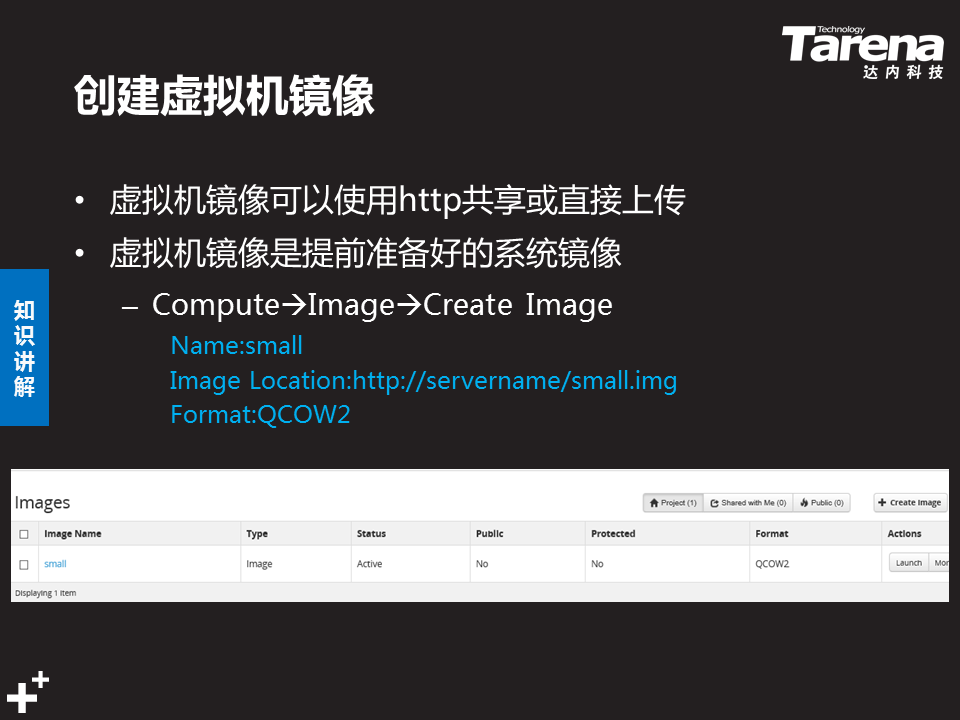 Technology
Tarena
达内科技
创建虚拟机镜像
• 虚拟机镜像可以使用http共享或直接上传
• 虚拟机镜像是提前准备好的系统镜像
– Compute→Image→Create Image
Name:small
Image Location:http://servername/small.img
Format:QCOW2
知识讲解
Images
Project (1) Shared with Me (0) Public (0) + Create Image
Image Name Type Status Public Protected Format Actions
small Image Active No No QCOW2 Launch Mor
Displaying 1 item